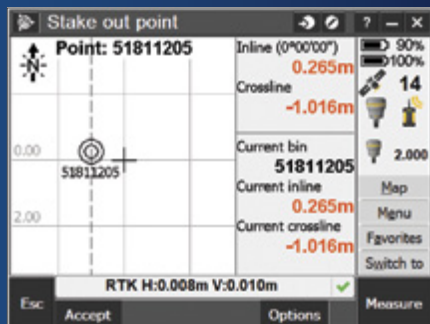 Stake out point
? – ×
Point: 51811205
N
0.00
51811205
2.00
Inline (0°00'00")
0.265m
Crossline
-1.016m
Current bin
51811205
Current inline
0.265m
Current crossline
-1.016m
90%
100%
14
2.000
Map
Menu
Favorites
Switch to
RTK H:0.008m V:0.010m
Esc
Accept
Options
Measure